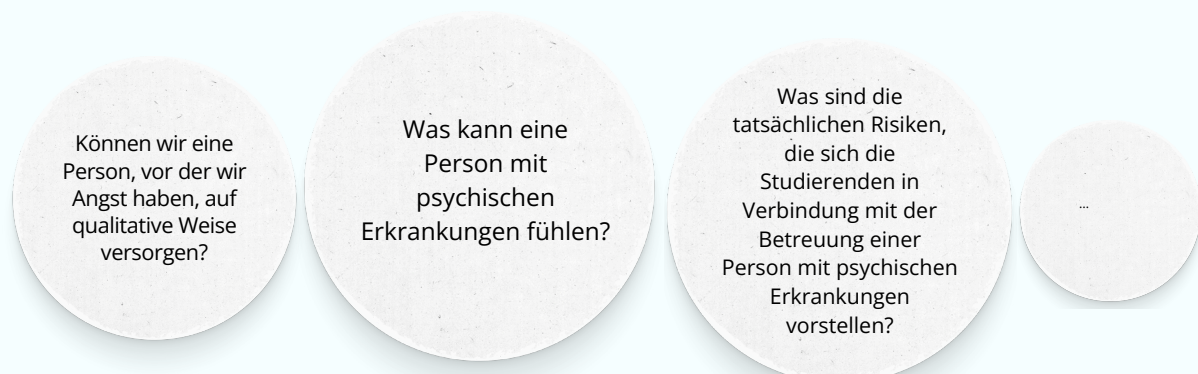 Können wir eine
Person, vor der wir
Angst haben, auf
qualitative Weise
versorgen?
Was kann eine
Person mit
psychischen
Erkrankungen fühlen?
Was sind die
tatsächlichen Risiken,
die sich die
Studierenden in
Verbindung mit der
Betreuung einer
Person mit psychischen
Erkrankungen
vorstellen?
...